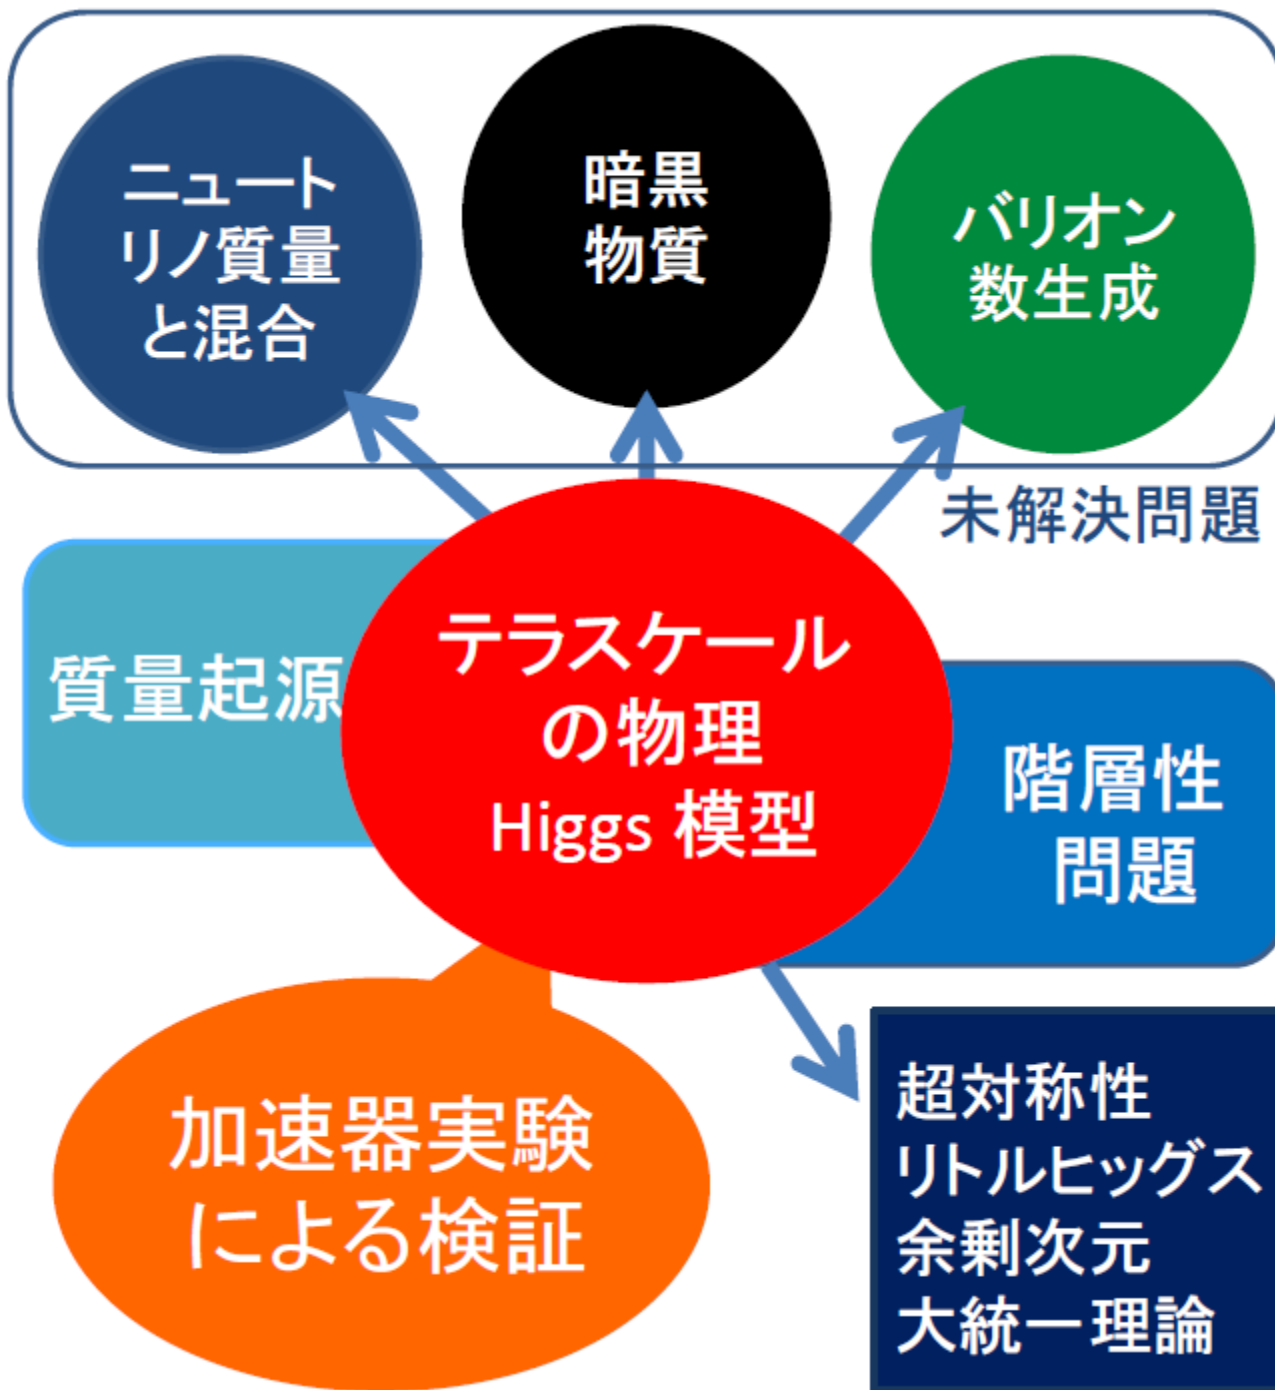 ニュート
リノ質量
と混合
暗黒
物質
バリオン
数生成
未解決問題
質量起源
テラスケール
の物理
Higgs 模型
階層性
問題
加速器実験
による検証
超対称性
リトルヒッグス
余剰次元
大統一理論